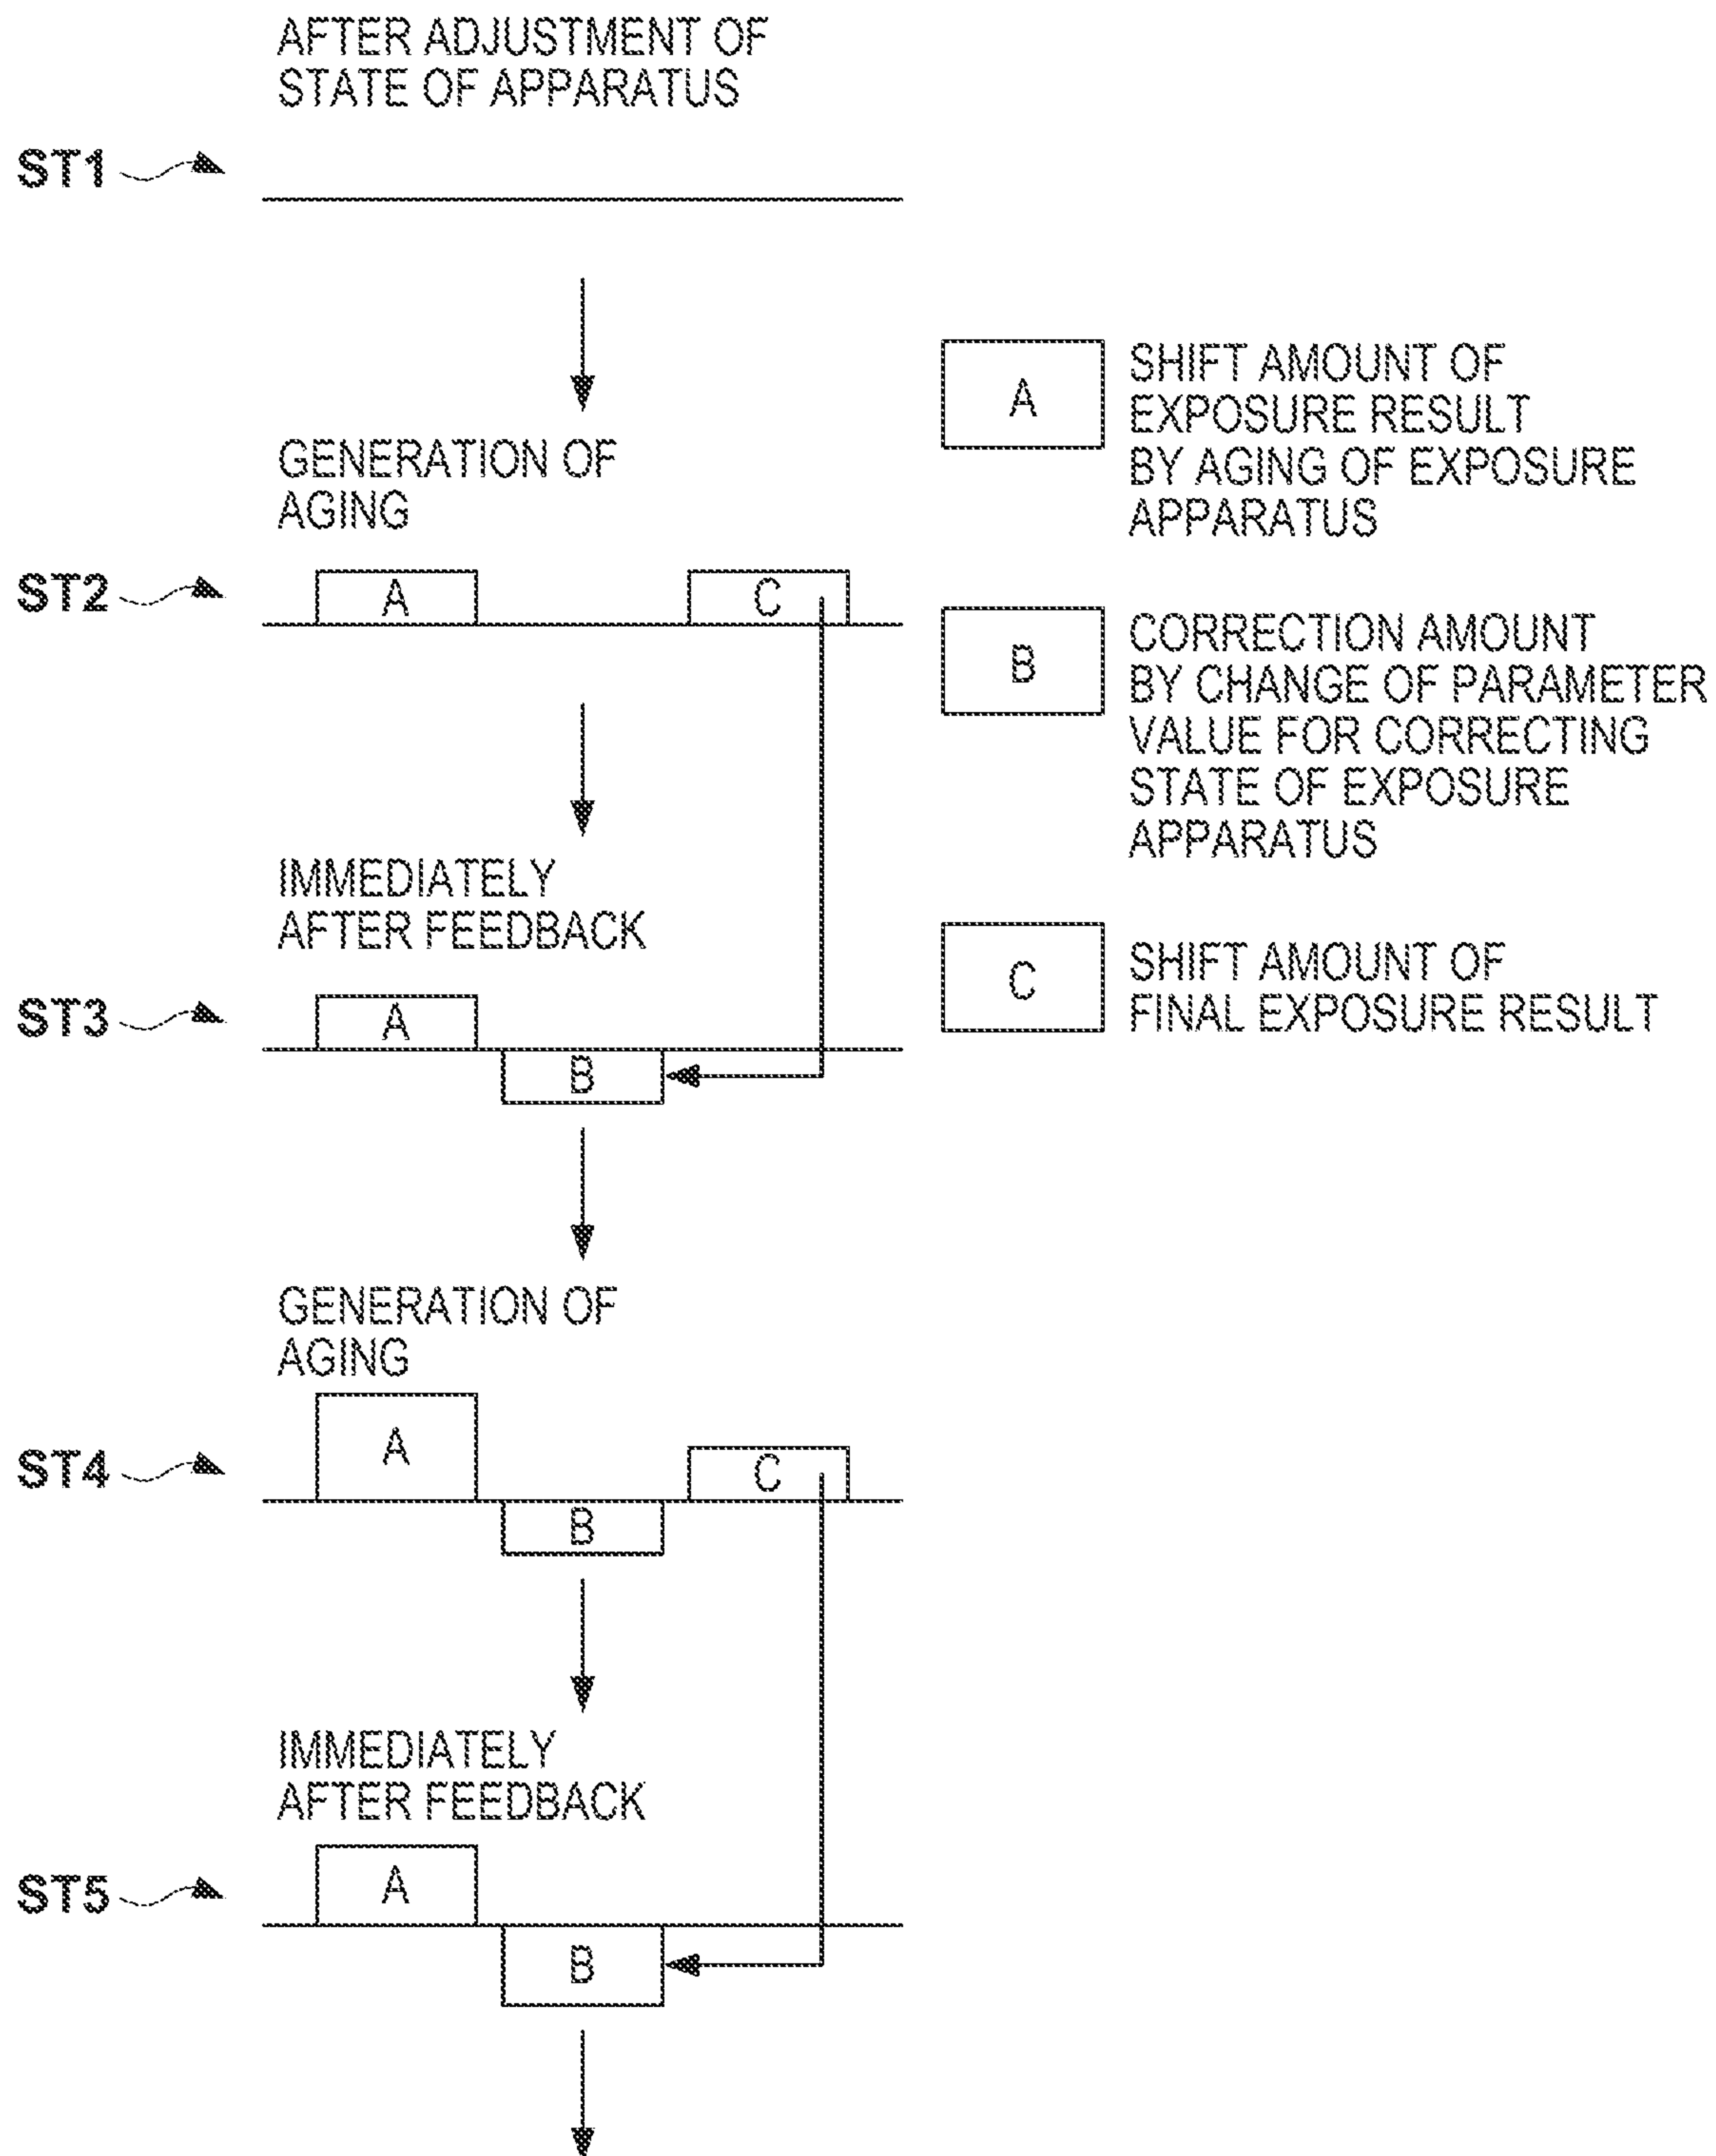 AFTER ADJUSTMENT OF
STATE OF APPARATUS
ST1
A
SHIFT AMOUNT OF
EXPOSURE RESULT
BY AGING OF EXPOSURE
APPARATUS
GENERATION OF
AGING
ST2
A
C
B
CORRECTION AMOUNT
BY CHANGE OF PARAMETER
VALUE FOR CORRECTING
STATE OF EXPOSURE
APPARATUS
IMMEDIATELY
AFTER FEEDBACK
C
SHIFT AMOUNT OF
FINAL EXPOSURE RESULT
ST3
A
B
GENERATION OF
AGING
ST4
A
C
B
IMMEDIATELY
AFTER FEEDBACK
ST5
A
B